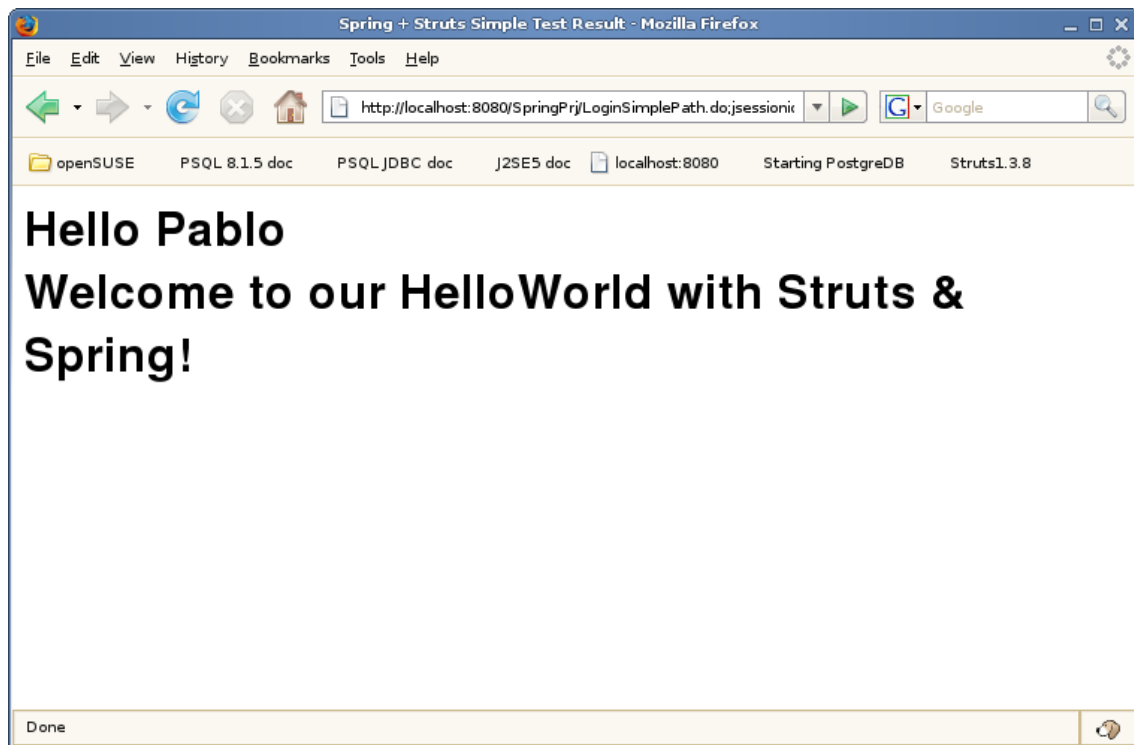 Spring + Struts Simple Test Result - Mozilla Firefox
File Edit View History Bookmarks Tools Help
http://localhost:8080/SpringPrj/LoginSimplePath.do;jsessionic G Google
openSUSE PSQL 8.1.5 doc PSQL JDBC doc J2SE5 doc localhost:8080 Starting PostgreDB Struts1.3.8
Hello Pablo
Welcome to our HelloWorld with Struts &
Spring!
Done